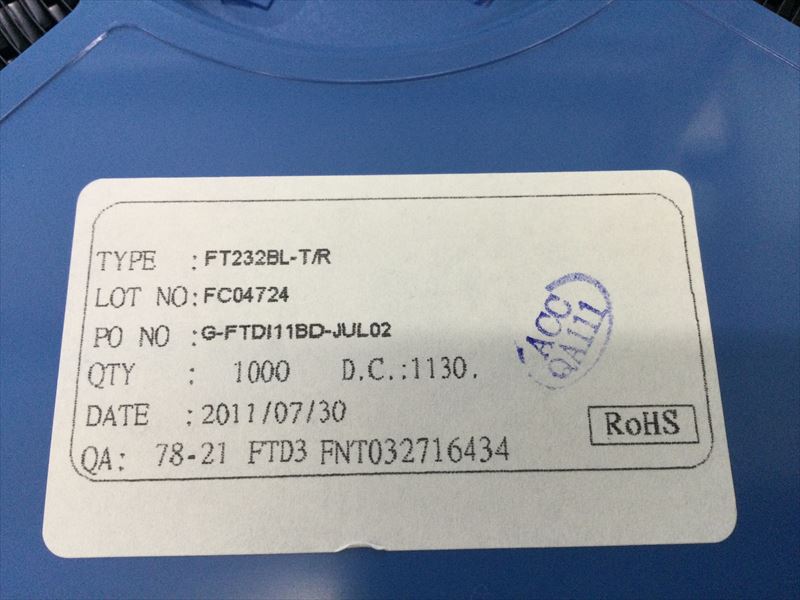 TYPE :FT232BL-T/R
LOT NO:FC04724
PO NO :G-FTDI11BD-JUL02
QTY : 1000 D.C.:1130.
DATE :2011/07/30
QA: 78-21 FTD3 FNT032716434
ACC
QA111
RoHS